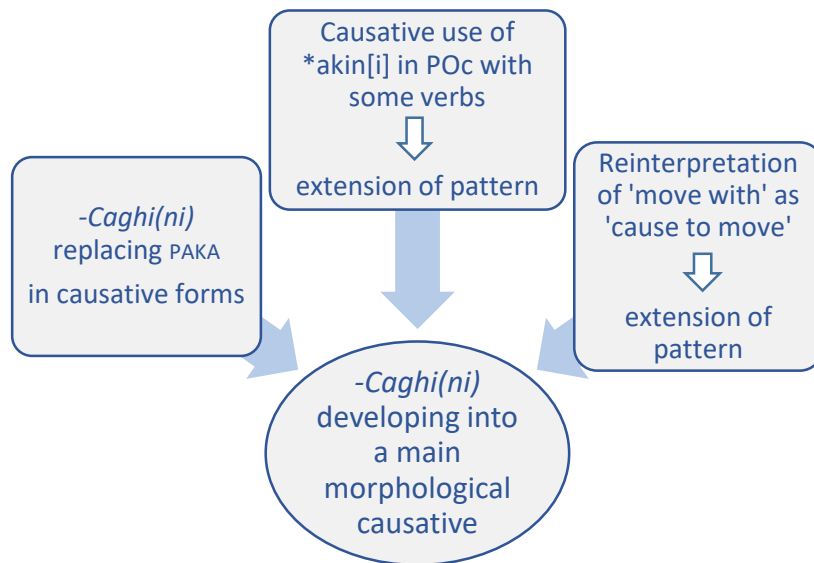 Causative use of
*akin[i] in POc with
some verbs
extension of pattern
-Caghi(ni)
replacing PAKA
in causative forms
Reinterpretation
of 'move with' as
'cause to move'
extension of
pattern
-Caghi(ni)
developing into
a main
morphological
causative